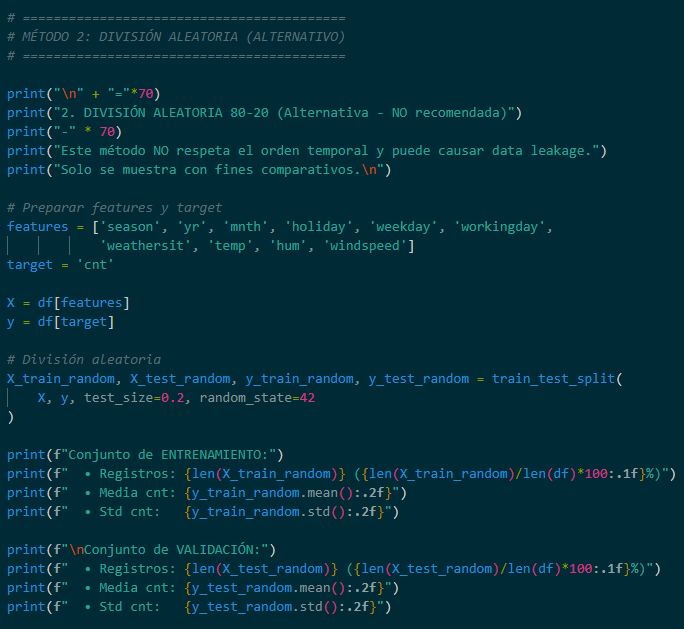 # ==========================================
# MÉTODO 2: DIVISIÓN ALEATORIA (ALTERNATIVO)
# ==========================================

print("\n" + "="*70)
print("2. DIVISIÓN ALEATORIA 80-20 (Alternativa - NO recomendada)")
print("-" * 70)
print("Este método NO respeta el orden temporal y puede causar data leakage.")
print("Solo se muestra con fines comparativos.\n")

# Preparar features y target
features = ['season', 'yr', 'mnth', 'holiday', 'weekday', 'workingday',
            'weathersit', 'temp', 'hum', 'windspeed']
target = 'cnt'

X = df[features]
y = df[target]

# División aleatoria
X_train_random, X_test_random, y_train_random, y_test_random = train_test_split(
    X, y, test_size=0.2, random_state=42
)

print(f"Conjunto de ENTRENAMIENTO:")
print(f"  • Registros: {len(X_train_random)} ({len(X_train_random)/len(df)*100:.1f}%)")
print(f"  • Media cnt: {y_train_random.mean():.2f}")
print(f"  • Std cnt:   {y_train_random.std():.2f}")

print(f"\nConjunto de VALIDACIÓN:")
print(f"  • Registros: {len(X_test_random)} ({len(X_test_random)/len(df)*100:.1f}%)")
print(f"  • Media cnt: {y_test_random.mean():.2f}")
print(f"  • Std cnt:   {y_test_random.std():.2f}")